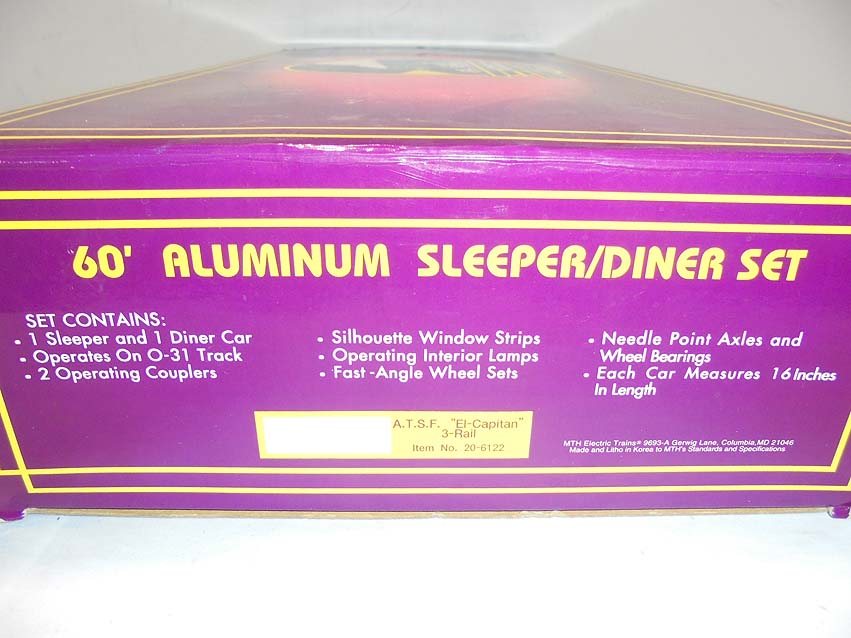 60' ALUMINUM SLEEPER/DINER SET
SET CONTAINS:
• 1 Sleeper and 1 Diner Car
• Operates On O-31 Track
• 2 Operating Couplers
• Silhouette Window Strips
• Operating Interior Lamps
• Fast-Angle Wheel Sets
• Needle Point Axles and
Wheel Bearings
• Each Car Measures 16 Inches
In Length
A.T.S.F. "El-Capitan"
3-Rail
Item No. 20-6122
MTH Electric Trains® 9693-A Gerwig Lane, Columbia, MD 21046
Made and Litho in Korea to MTH's Standards and Specifications